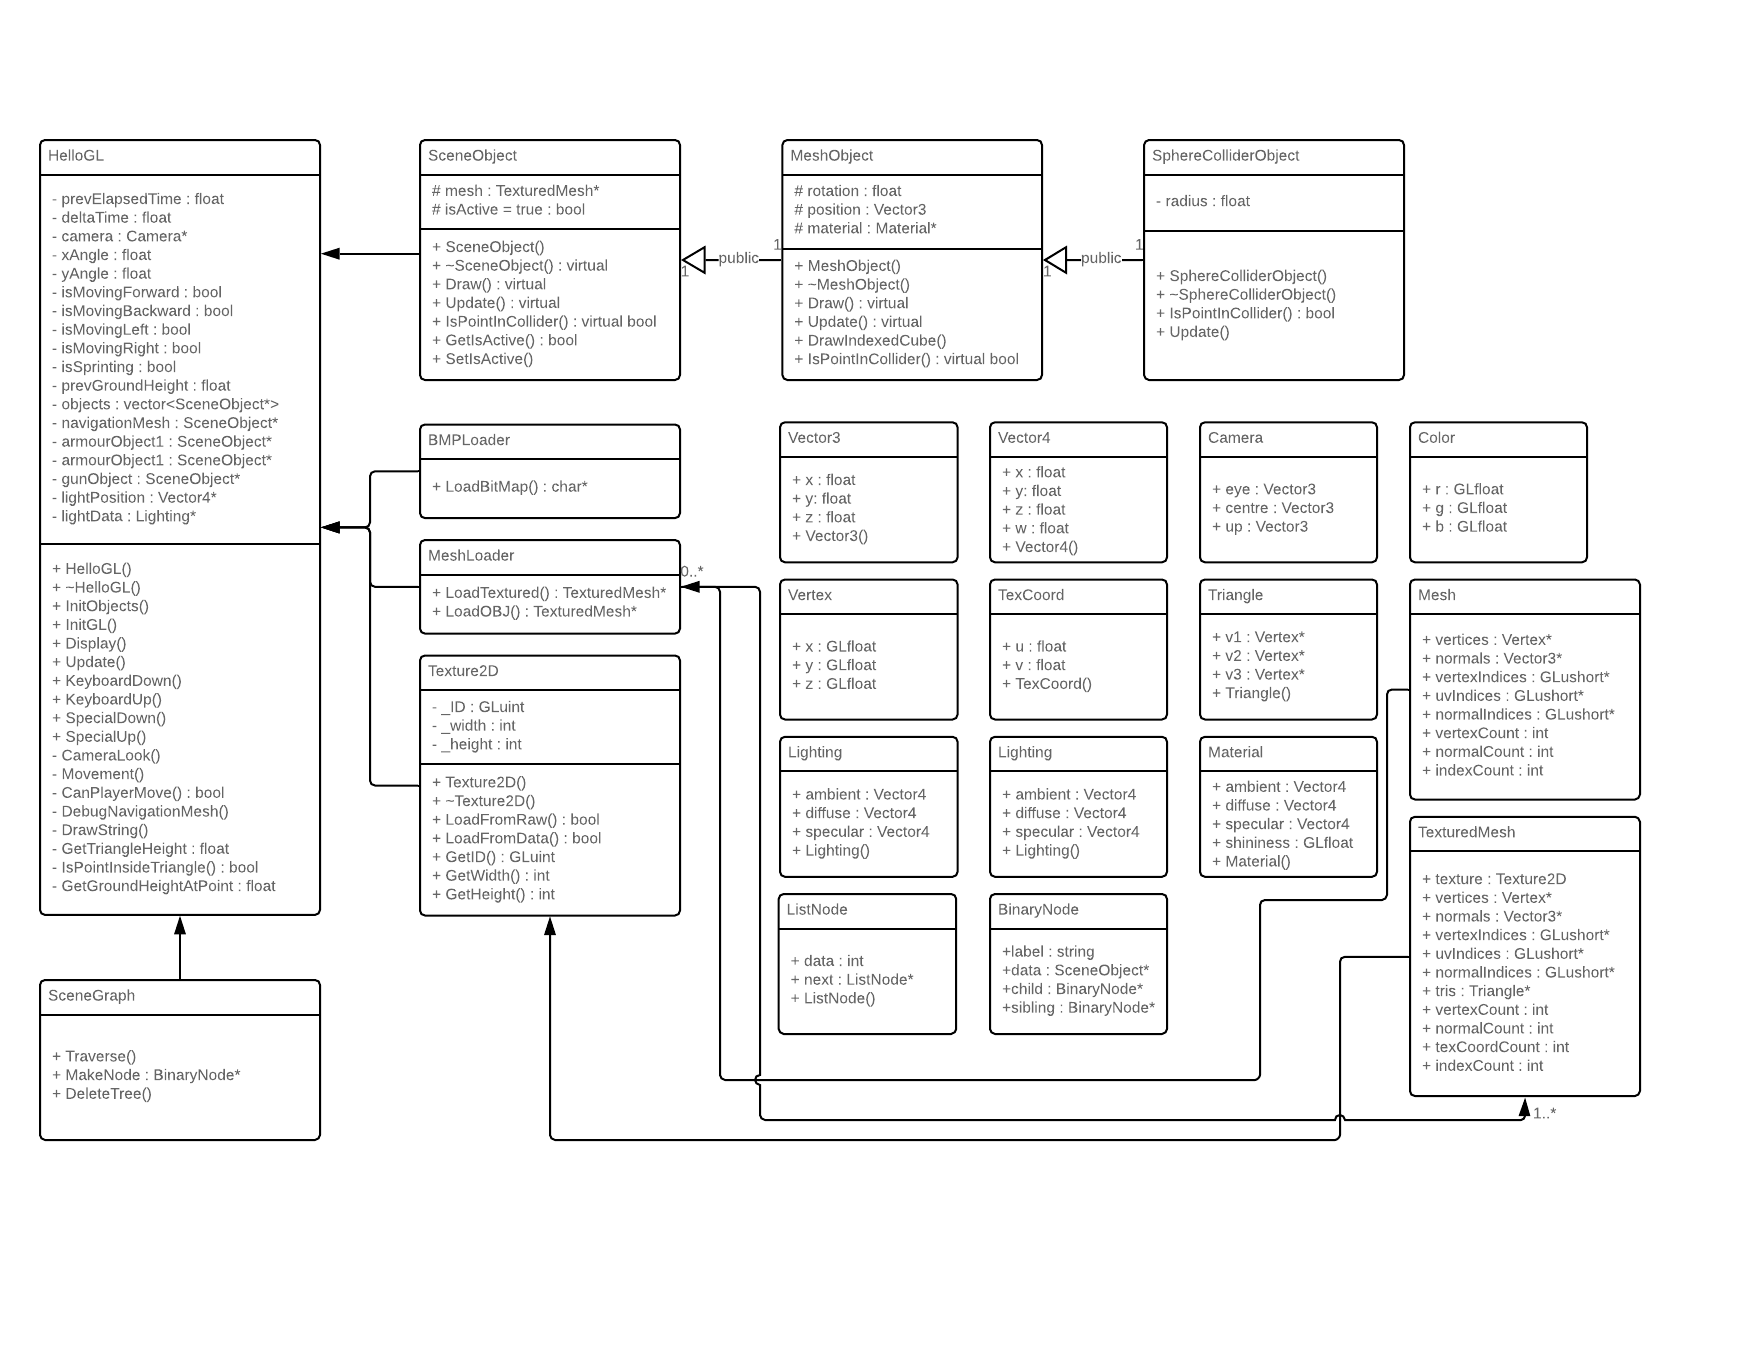 HelloGL
- prevElapsedTime : float
- deltaTime : float
- camera : Camera*
- xAngle : float
- yAngle : float
- isMovingForward : bool
- isMovingBackward : bool
- isMovingLeft : bool
- isMovingRight : bool
- isSprinting : bool
- prevGroundHeight : float
- objects : vector<SceneObject*>
- navigationMesh : SceneObject*
- armourObject1 : SceneObject*
- armourObject1 : SceneObject*
- gunObject : SceneObject*
- lightPosition : Vector4*
- lightData : Lighting*
+ HelloGL()
+ ~HelloGL()
+ InitObjects()
+ InitGL()
+ Display()
+ Update()
+ KeyboardDown()
+ KeyboardUp()
+ SpecialDown()
+ SpecialUp()
- CameraLook()
- Movement()
- CanPlayerMove() : bool
- DebugNavigationMesh()
- DrawString()
- GetTriangleHeight : float
- IsPointInsideTriangle() : bool
- GetGroundHeightAtPoint : float
SceneGraph
+ Traverse()
+ MakeNode : BinaryNode*
+ DeleteTree()
SceneObject
# mesh : TexturedMesh*
# isActive = true : bool
+ SceneObject()
+ ~SceneObject() : virtual
+ Draw() : virtual
+ Update() : virtual
+ IsPointInCollider() : virtual bool
+ GetIsActive() : bool
+ SetIsActive()
1
public
1
MeshObject
# rotation : float
# position : Vector3
# material : Material*
+ MeshObject()
+ ~MeshObject()
+ Draw() : virtual
+ Update() : virtual
+ DrawIndexedCube()
+ IsPointInCollider() : virtual bool
1
public
1
SphereColliderObject
- radius : float
+ SphereColliderObject()
+ ~SphereColliderObject()
+ IsPointInCollider() : bool
+ Update()
BMPLoader
+ LoadBitMap() : char*
MeshLoader
+ LoadTextured() : TexturedMesh*
+ LoadOBJ() : TexturedMesh*
0..*
Texture2D
- _ID : GLuint
- _width : int
- _height : int
+ Texture2D()
+ ~Texture2D()
+ LoadFromRaw() : bool
+ LoadFromData() : bool
+ GetID() : GLuint
+ GetWidth() : int
+ GetHeight() : int
Vector3
+ x : float
+ y: float
+ z : float
+ Vector3()
Vector4
+ x : float
+ y: float
+ z : float
+ w : float
+ Vector4()
Camera
+ eye : Vector3
+ centre : Vector3
+ up : Vector3
Color
+ r : GLfloat
+ g : GLfloat
+ b : GLfloat
Vertex
+ x : GLfloat
+ y : GLfloat
+ z : GLfloat
TexCoord
+ u : float
+ v : float
+ TexCoord()
Triangle
+ v1 : Vertex*
+ v2 : Vertex*
+ v3 : Vertex*
+ Triangle()
Mesh
+ vertices : Vertex*
+ normals : Vector3*
+ vertexIndices : GLushort*
+ uvIndices : GLushort*
+ normalIndices : GLushort*
+ vertexCount : int
+ normalCount : int
+ indexCount : int
Lighting
+ ambient : Vector4
+ diffuse : Vector4
+ specular : Vector4
+ Lighting()
Lighting
+ ambient : Vector4
+ diffuse : Vector4
+ specular : Vector4
+ Lighting()
Material
+ ambient : Vector4
+ diffuse : Vector4
+ specular : Vector4
+ shininess : GLfloat
+ Material()
TexturedMesh
+ texture : Texture2D
+ vertices : Vertex*
+ normals : Vector3*
+ vertexIndices : GLushort*
+ uvIndices : GLushort*
+ normalIndices : GLushort*
+ tris : Triangle*
+ vertexCount : int
+ normalCount : int
+ texCoordCount : int
+ indexCount : int
1..*
ListNode
+ data : int
+ next : ListNode*
+ ListNode()
BinaryNode
+label : string
+data : SceneObject*
+child : BinaryNode*
+sibling : BinaryNode*